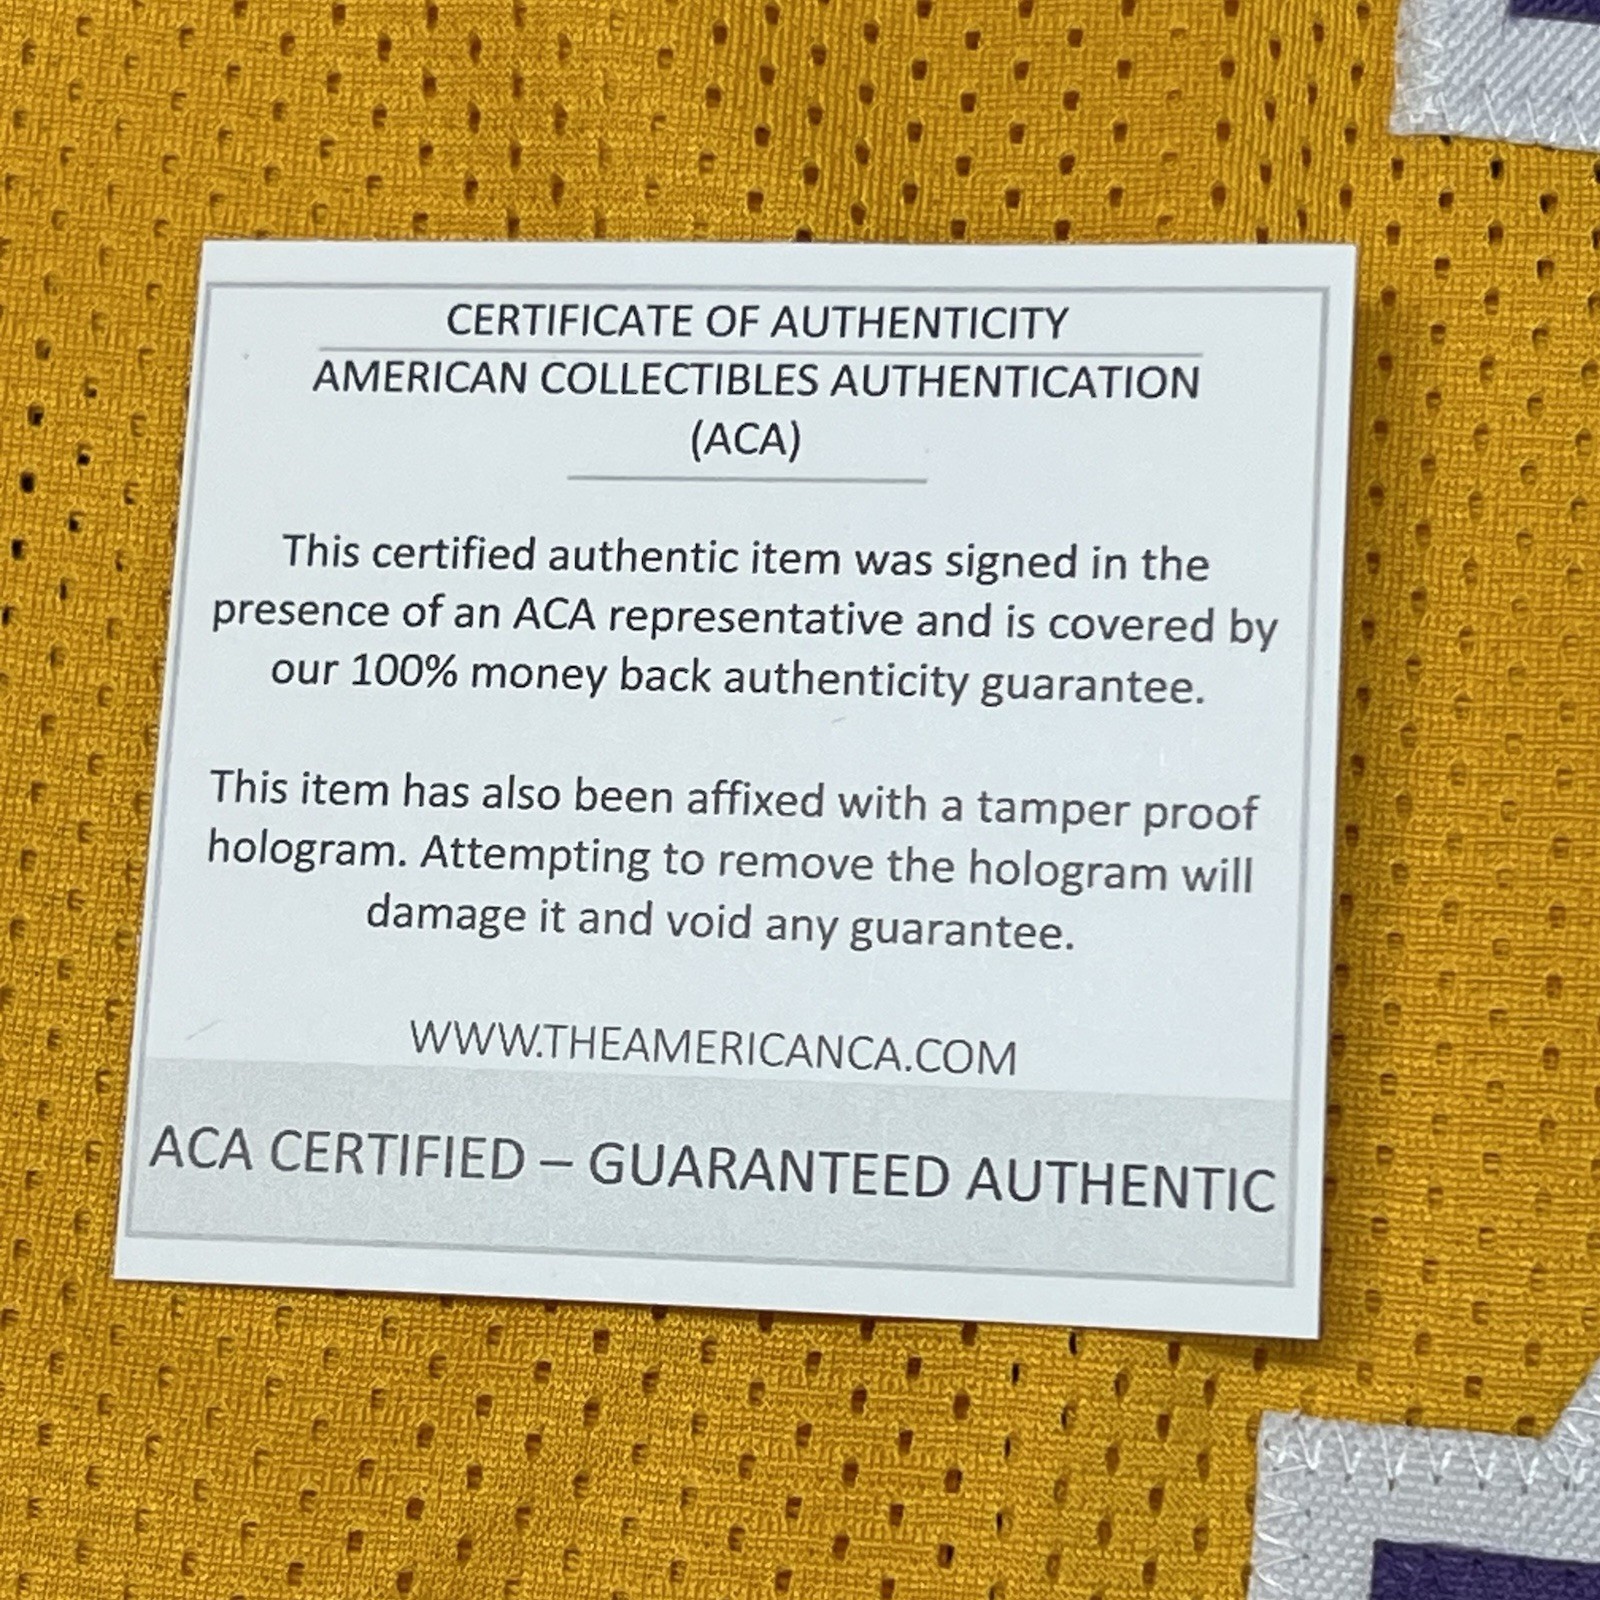 CERTIFICATE OF AUTHENTICITY
AMERICAN COLLECTIBLES AUTHENTICATION
(ACA)
This certified authentic item was signed in the
presence of an ACA representative and is covered by
our 100% money back authenticity guarantee.
This item has also been affixed with a tamper proof
hologram. Attempting to remove the hologram will
damage it and void any guarantee.
WWW.THEAMERICANCA.COM
ACA CERTIFIED – GUARANTEED AUTHENTIC